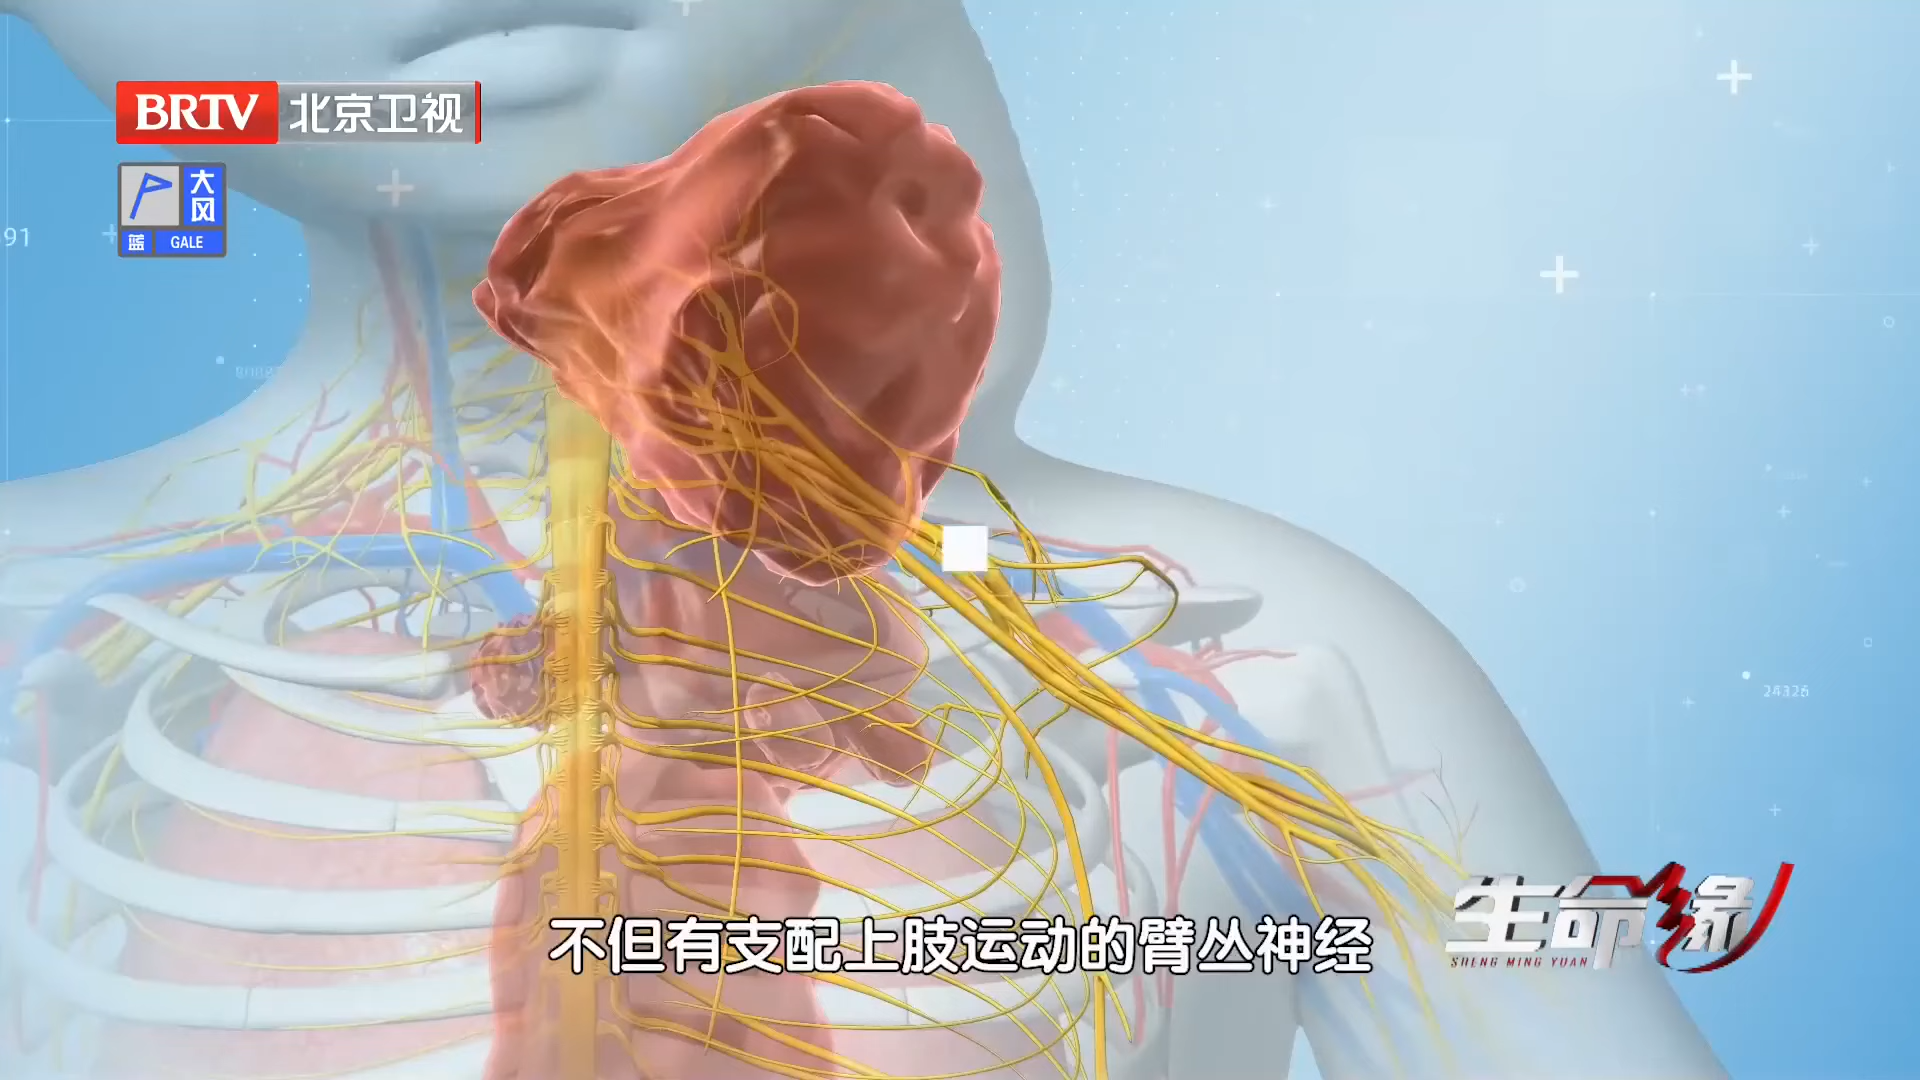 BRTV 北京卫视
大风
蓝 GALE
91
24326
不但有支配上肢运动的臂丛神经
生命缘
SHENG MING YUAN